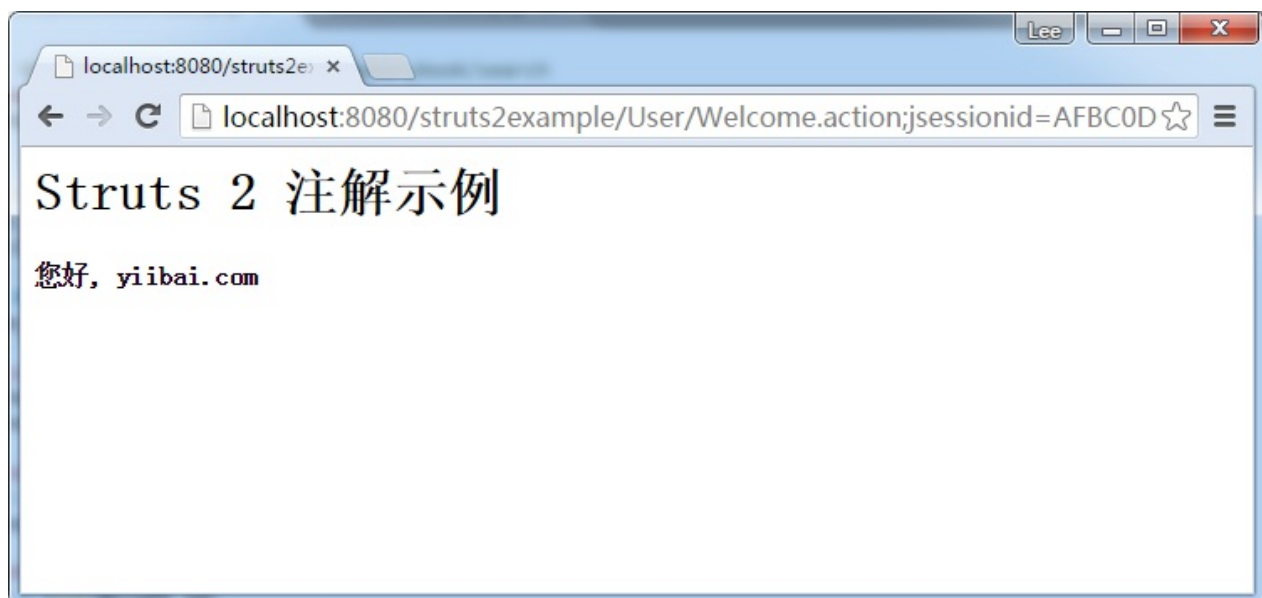 Lee
localhost:8080/struts2e
localhost:8080/struts2example/User/Welcome.action;jsessionid=AFBC0D
Struts 2 注解示例
您好, yiibai.com